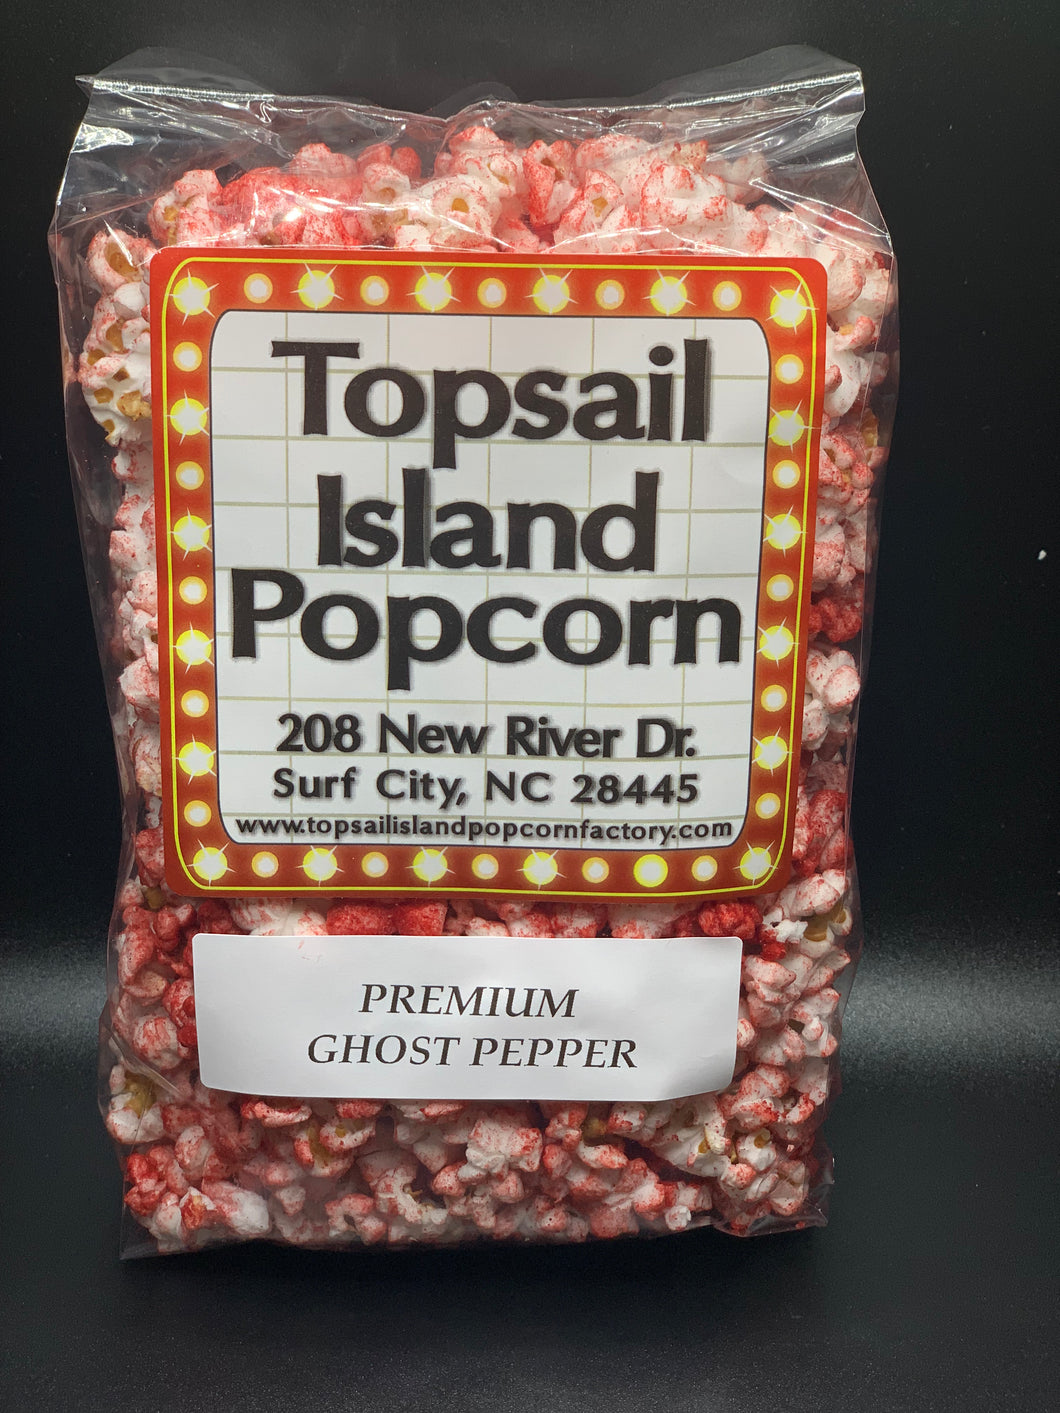 Topsail
Island
Popcorn
208 New River Dr.
Surf City, NC 28445
www.topsailislandpopcornfactory.com
PREMIUM
GHOST PEPPER